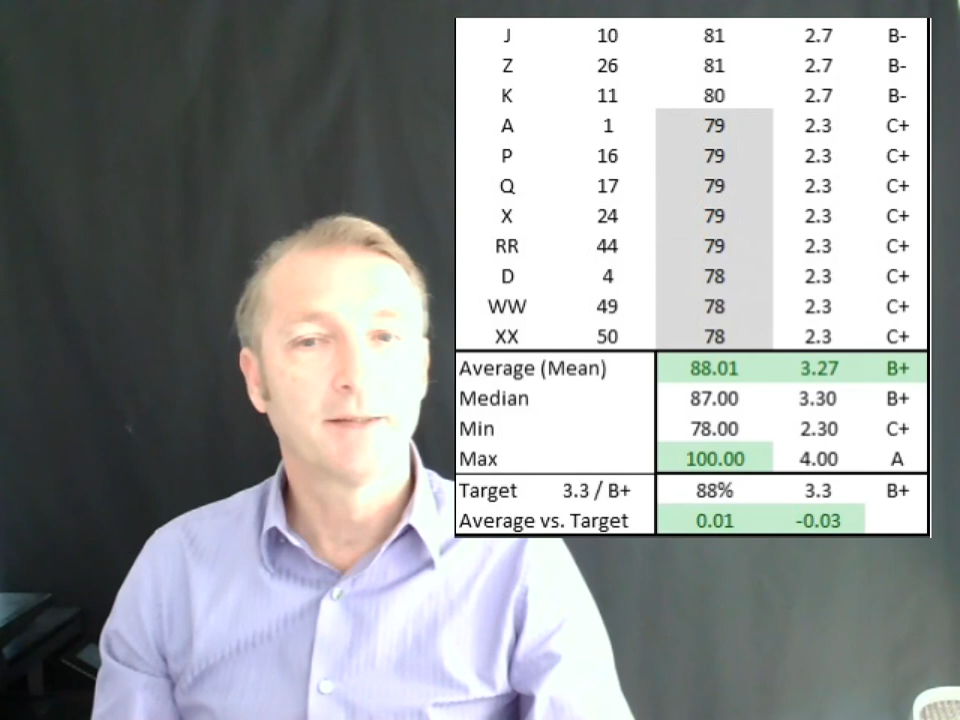 J 10 81 2.7 B-
Z 26 81 2.7 B-
K 11 80 2.7 B-
A 1 79 2.3 C+
P 16 79 2.3 C+
Q 17 79 2.3 C+
X 24 79 2.3 C+
RR 44 79 2.3 C+
D 4 78 2.3 C+
WW 49 78 2.3 C+
XX 50 78 2.3 C+
Average (Mean) 88.01 3.27 B+
Median 87.00 3.30 B+
Min 78.00 2.30 C+
Max 100.00 4.00 A
Target 3.3 / B+ 88% 3.3 B+
Average vs. Target 0.01 -0.03